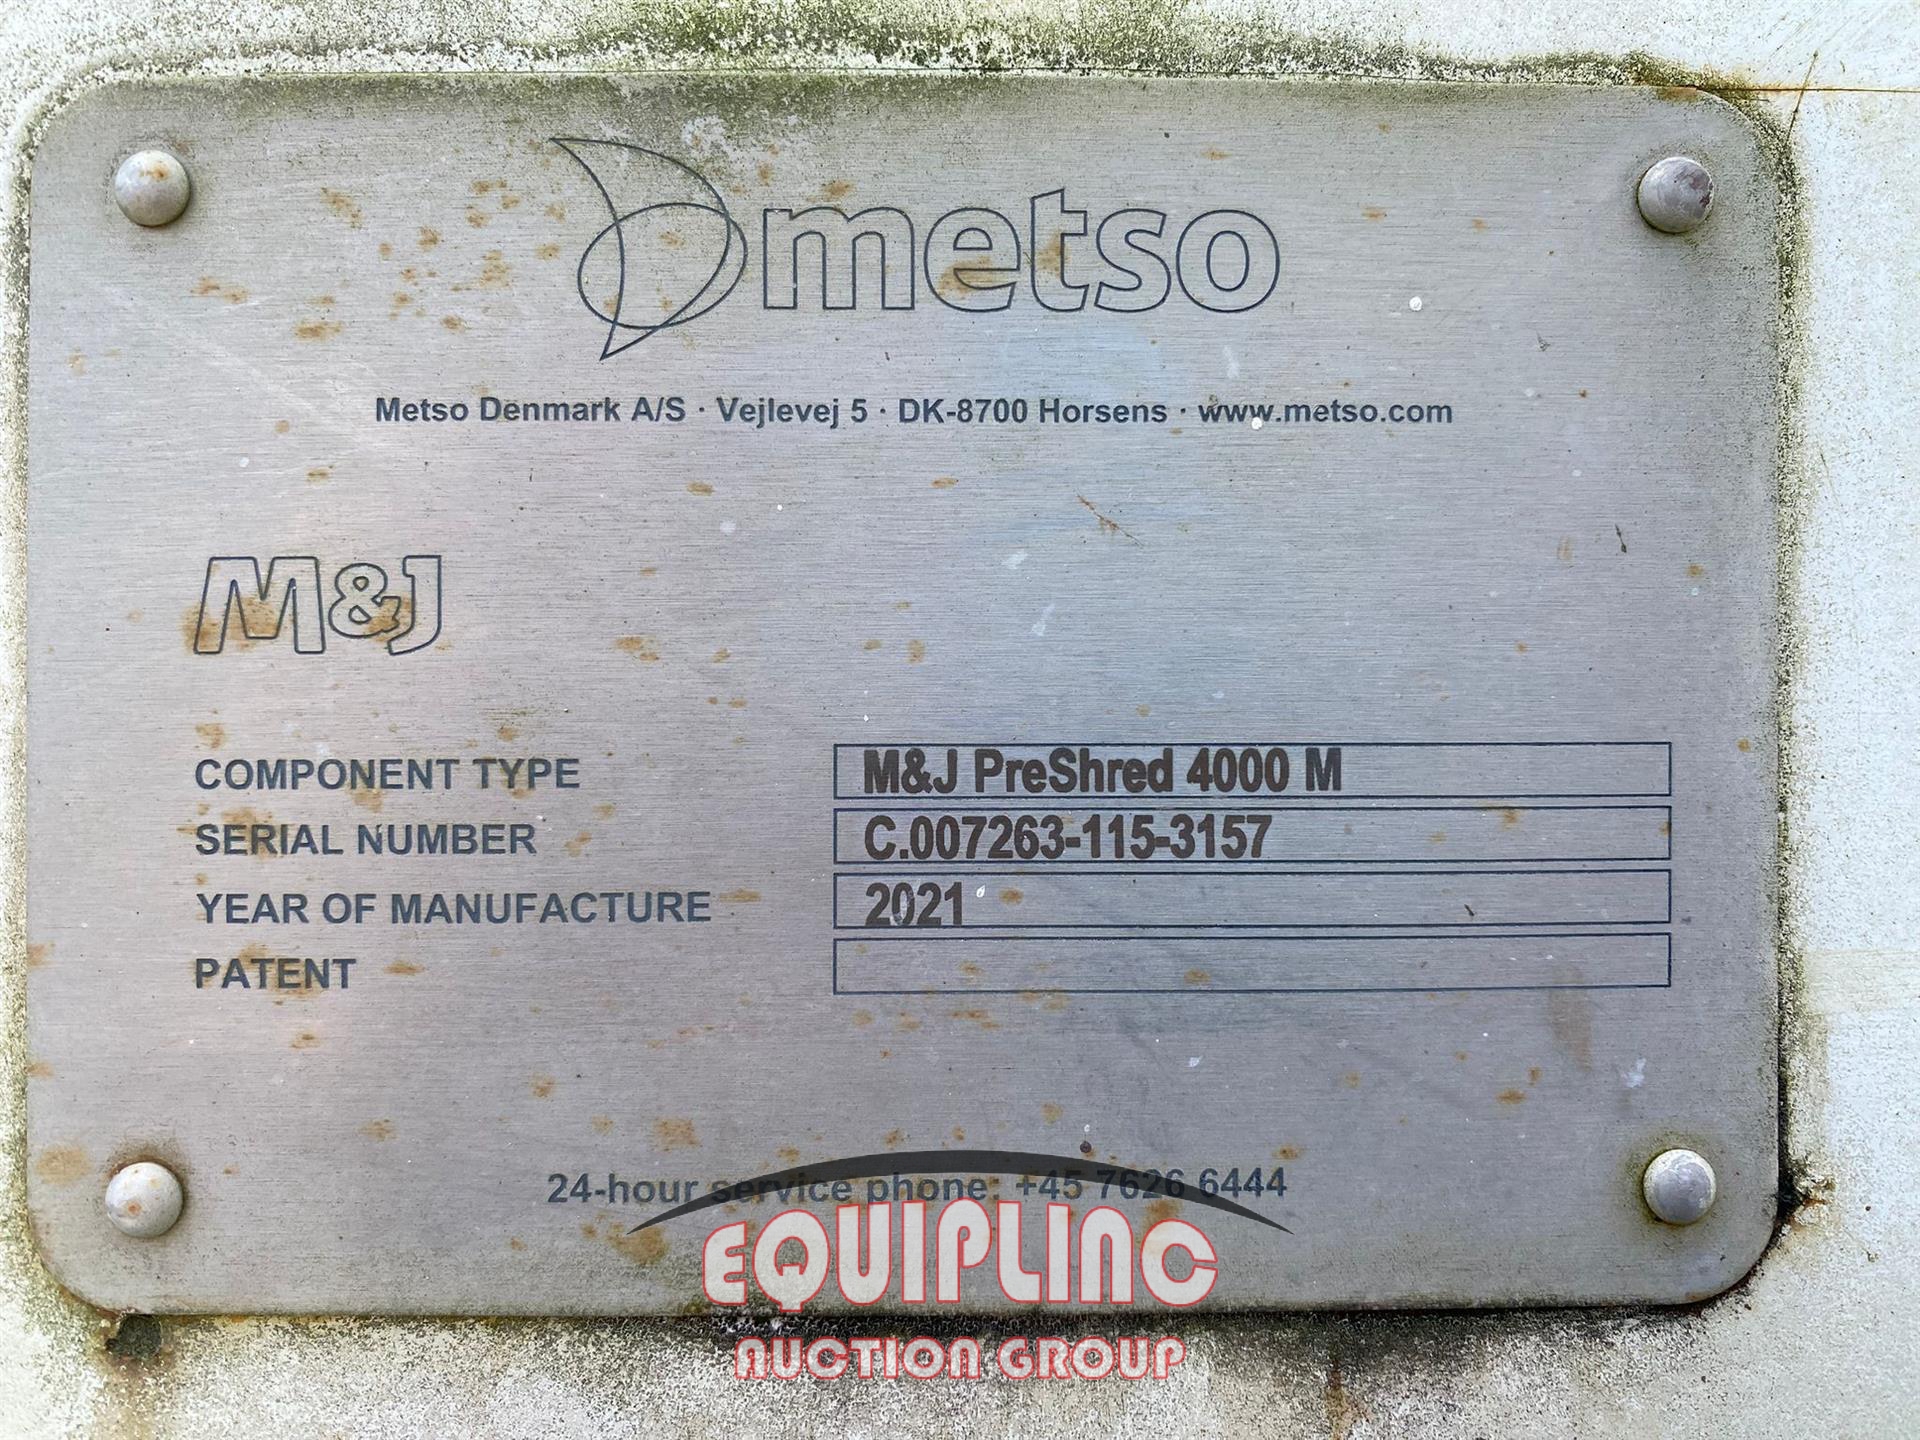 metso
Metso Denmark A/S · Vejlevej 5 · DK-8700 Horsens · www.metso.com
M&J
COMPONENT TYPE M&J PreShred 4000 M
SERIAL NUMBER C.007263-115-3157
YEAR OF MANUFACTURE 2021
PATENT
24-hour service phone: +45 7626 6444
EQUIPLINC
AUCTION GROUP